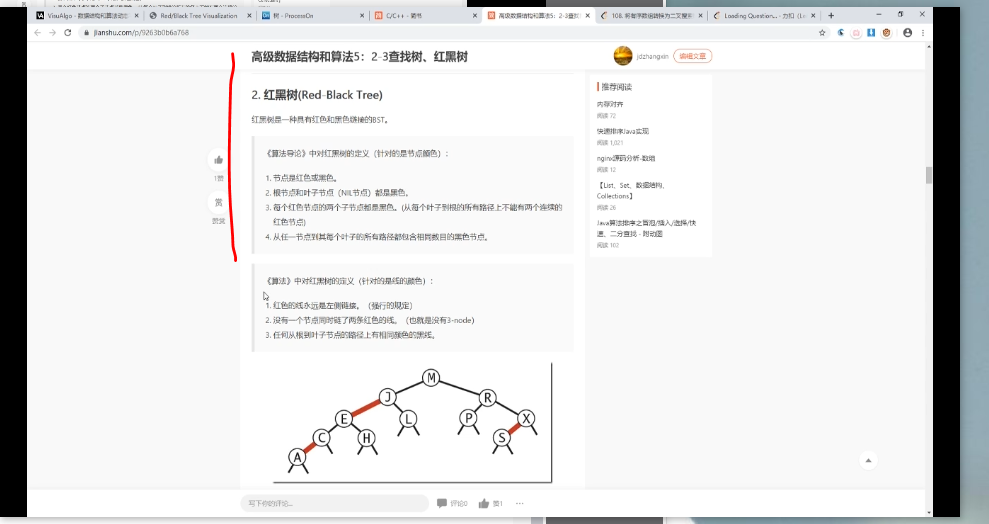 VisuAlgo - 数据结构和算法动态
Red/Black Tree Visualization
树 - ProcessOn
C/C++ - 简书
高级数据结构和算法5：2-3查找
108. 将有序数组转换为二叉搜索
Loading Question... - 力扣 (Le
jianshu.com/p/9263b0b6a768
高级数据结构和算法5：2-3查找树、红黑树
jdzhangxin
编辑文章
2. 红黑树(Red-Black Tree)
红黑树是一种具有红色和黑色链接的BST。
《算法导论》中对红黑树的定义（针对的是节点颜色）：
1. 节点是红色或黑色。
2. 根节点和叶子节点（NIL节点）都是黑色。
3. 每个红色节点的两个子节点都是黑色。(从每个叶子到根的所有路径上不能有两个连续的
红色节点)
4. 从任一节点到其每个叶子的所有路径都包含相同数目的黑色节点。
《算法》中对红黑树的定义（针对的是线的颜色）：
1. 红色的线永远是左侧链接。（强行的规定）
2. 没有一个节点同时链了两条红色的线。（也就是没有3-node）
3. 任何从根到叶子节点的路径上有相同颜色的黑线。
M
J
R
E
L
P
X
C
H
S
A
1赞
赏
赞赏
推荐阅读
内存对齐
阅读 72
快速排序Java实现
阅读 1,021
nginx源码分析-数组
阅读 12
【List、Set、数据结构、
Collections】
阅读 26
Java算法排序之冒泡/插入/选择/快
速、二分查找 - 附动图
阅读 102
写下你的评论...
评论0
赞1